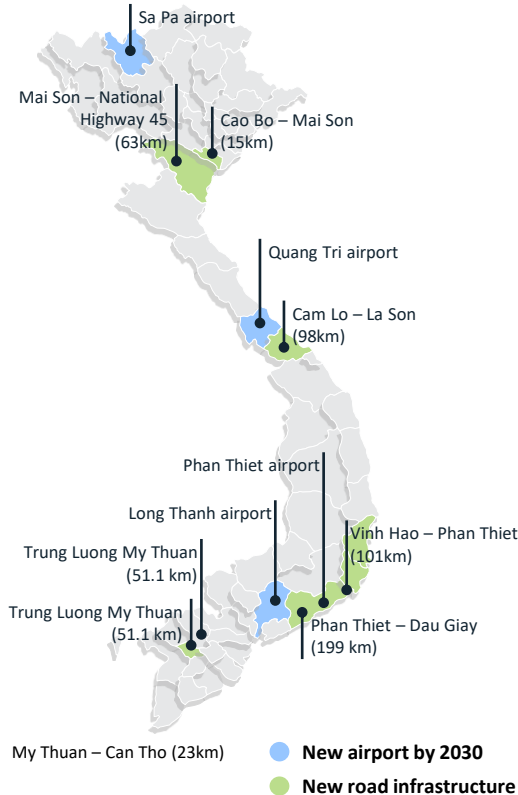 Sa Pa airport
Mai Son – National
Highway 45
(63km)
Cao Bo – Mai Son
(15km)
Quang Tri airport
Cam Lo – La Son
(98km)
Phan Thiet airport
Long Thanh airport
Vinh Hao – Phan Thiet
(101km)
Trung Luong My Thuan
(51.1 km)
Trung Luong My Thuan
(51.1 km)
Phan Thiet – Dau Giay
(199 km)
My Thuan – Can Tho (23km)
New airport by 2030
New road infrastructure